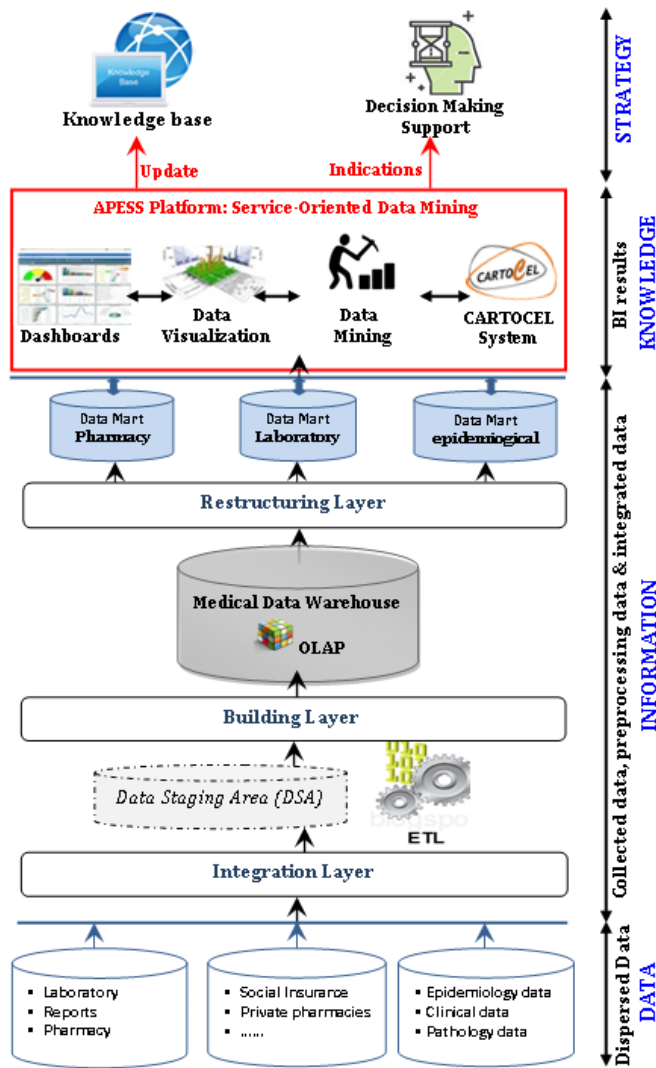 Knowledge
Base
Knowledge base
Decision Making
Support
STRATEGY
Update
Indications
APESS Platform: Service-Oriented Data Mining
CARTOCEL
Dashboards
Data
Visualization
Data
Mining
CARTOCEL
System
BI results
KNOWLEDGE
Data Mart
Pharmacy
Data Mart
Laboratory
Data Mart
epidemiogical
Restructuring Layer
Medical Data Warehouse
OLAP
Building Layer
Data Staging Area (DSA)
ETL
Integration Layer
Collected data, preprocessing data & integrated data
INFORMATION
▪ Laboratory
▪ Reports
▪ Pharmacy
▪ Social Insurance
▪ Private pharmacies
▪ ......
▪ Epidemiology data
▪ Clinical data
▪ Pathology data
Dispersed Data
DATA